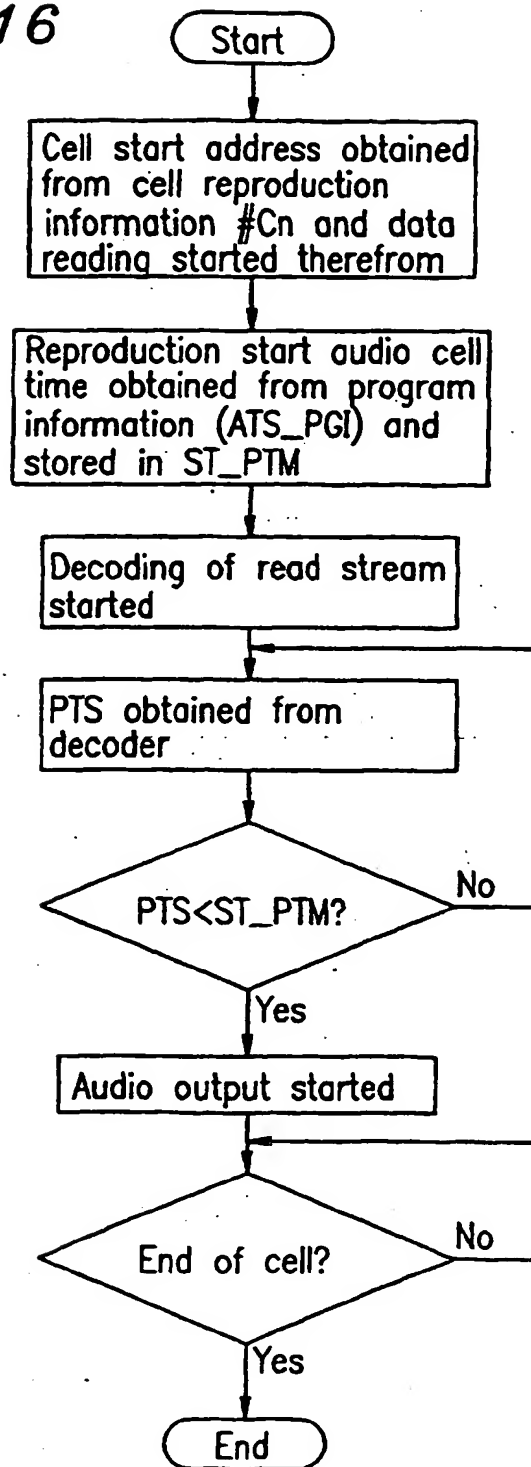 16
Start
Cell start address obtained
from cell reproduction
information #Cn and data
reading started therefrom
Reproduction start audio cell
time obtained from program
information (ATS_PGI) and
stored in ST_PTM
Decoding of read stream
started
PTS obtained from
decoder
PTS<ST_PTM?
No
Yes
Audio output started
End of cell?
No
Yes
End